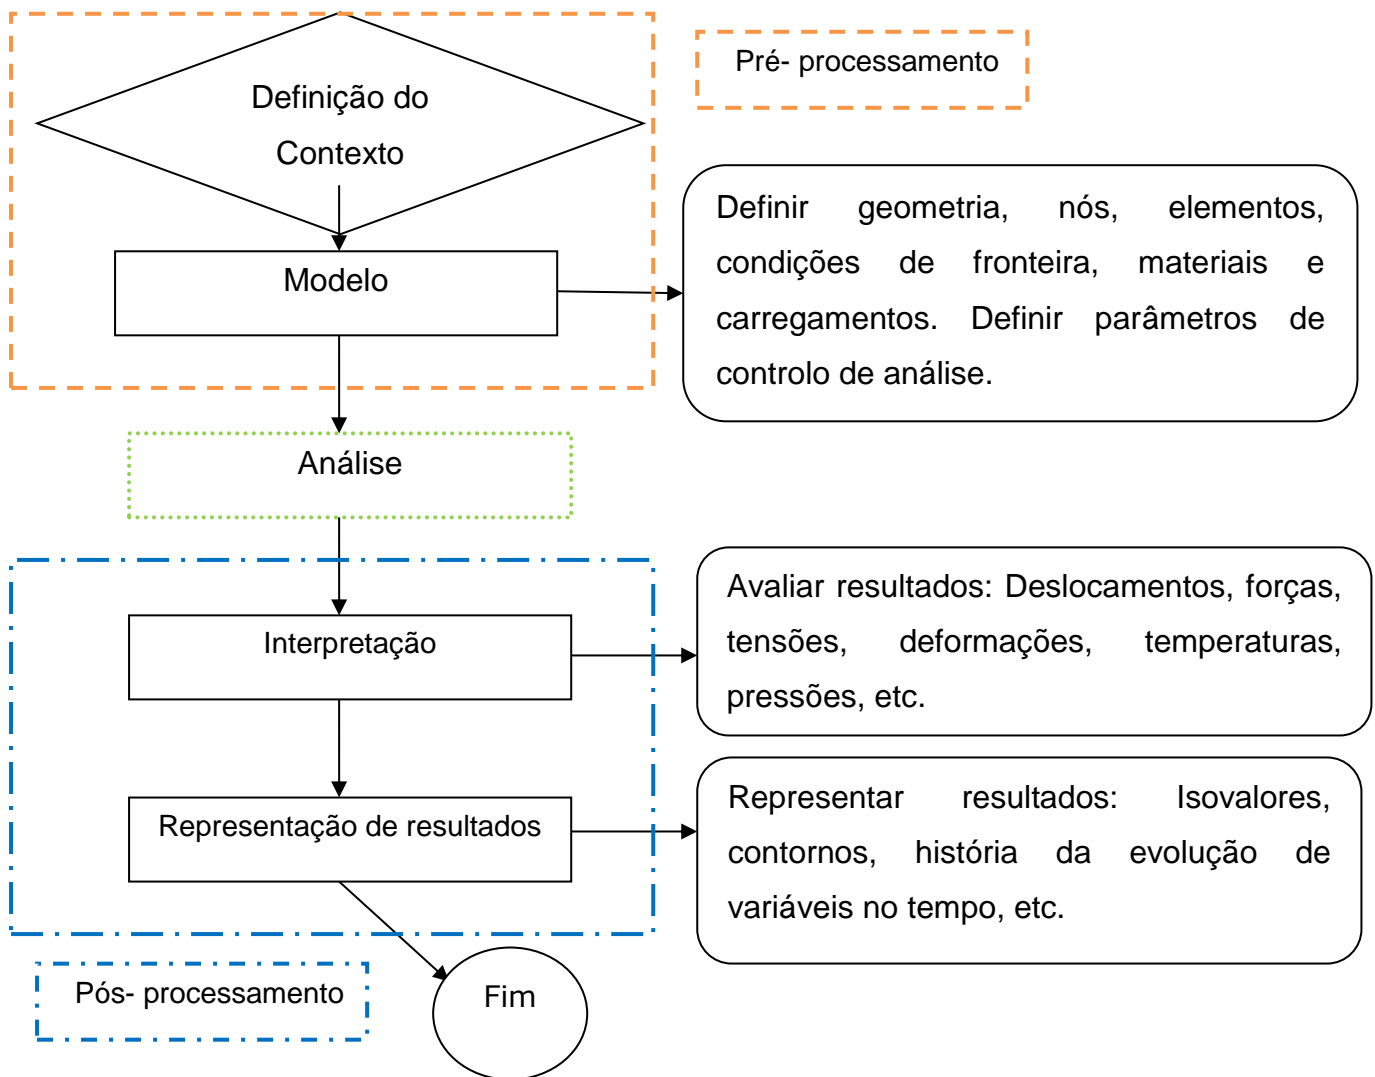 Definição do
Contexto
Pré- processamento
Modelo
Definir geometria, nós, elementos,
condições de fronteira, materiais e
carregamentos. Definir parâmetros de
controlo de análise.
Análise
Interpretação
Avaliar resultados: Deslocamentos, forças,
tensões, deformações, temperaturas,
pressões, etc.
Representação de resultados
Representar resultados: Isovalores,
contornos, história da evolução de
variáveis no tempo, etc.
Pós- processamento
Fim